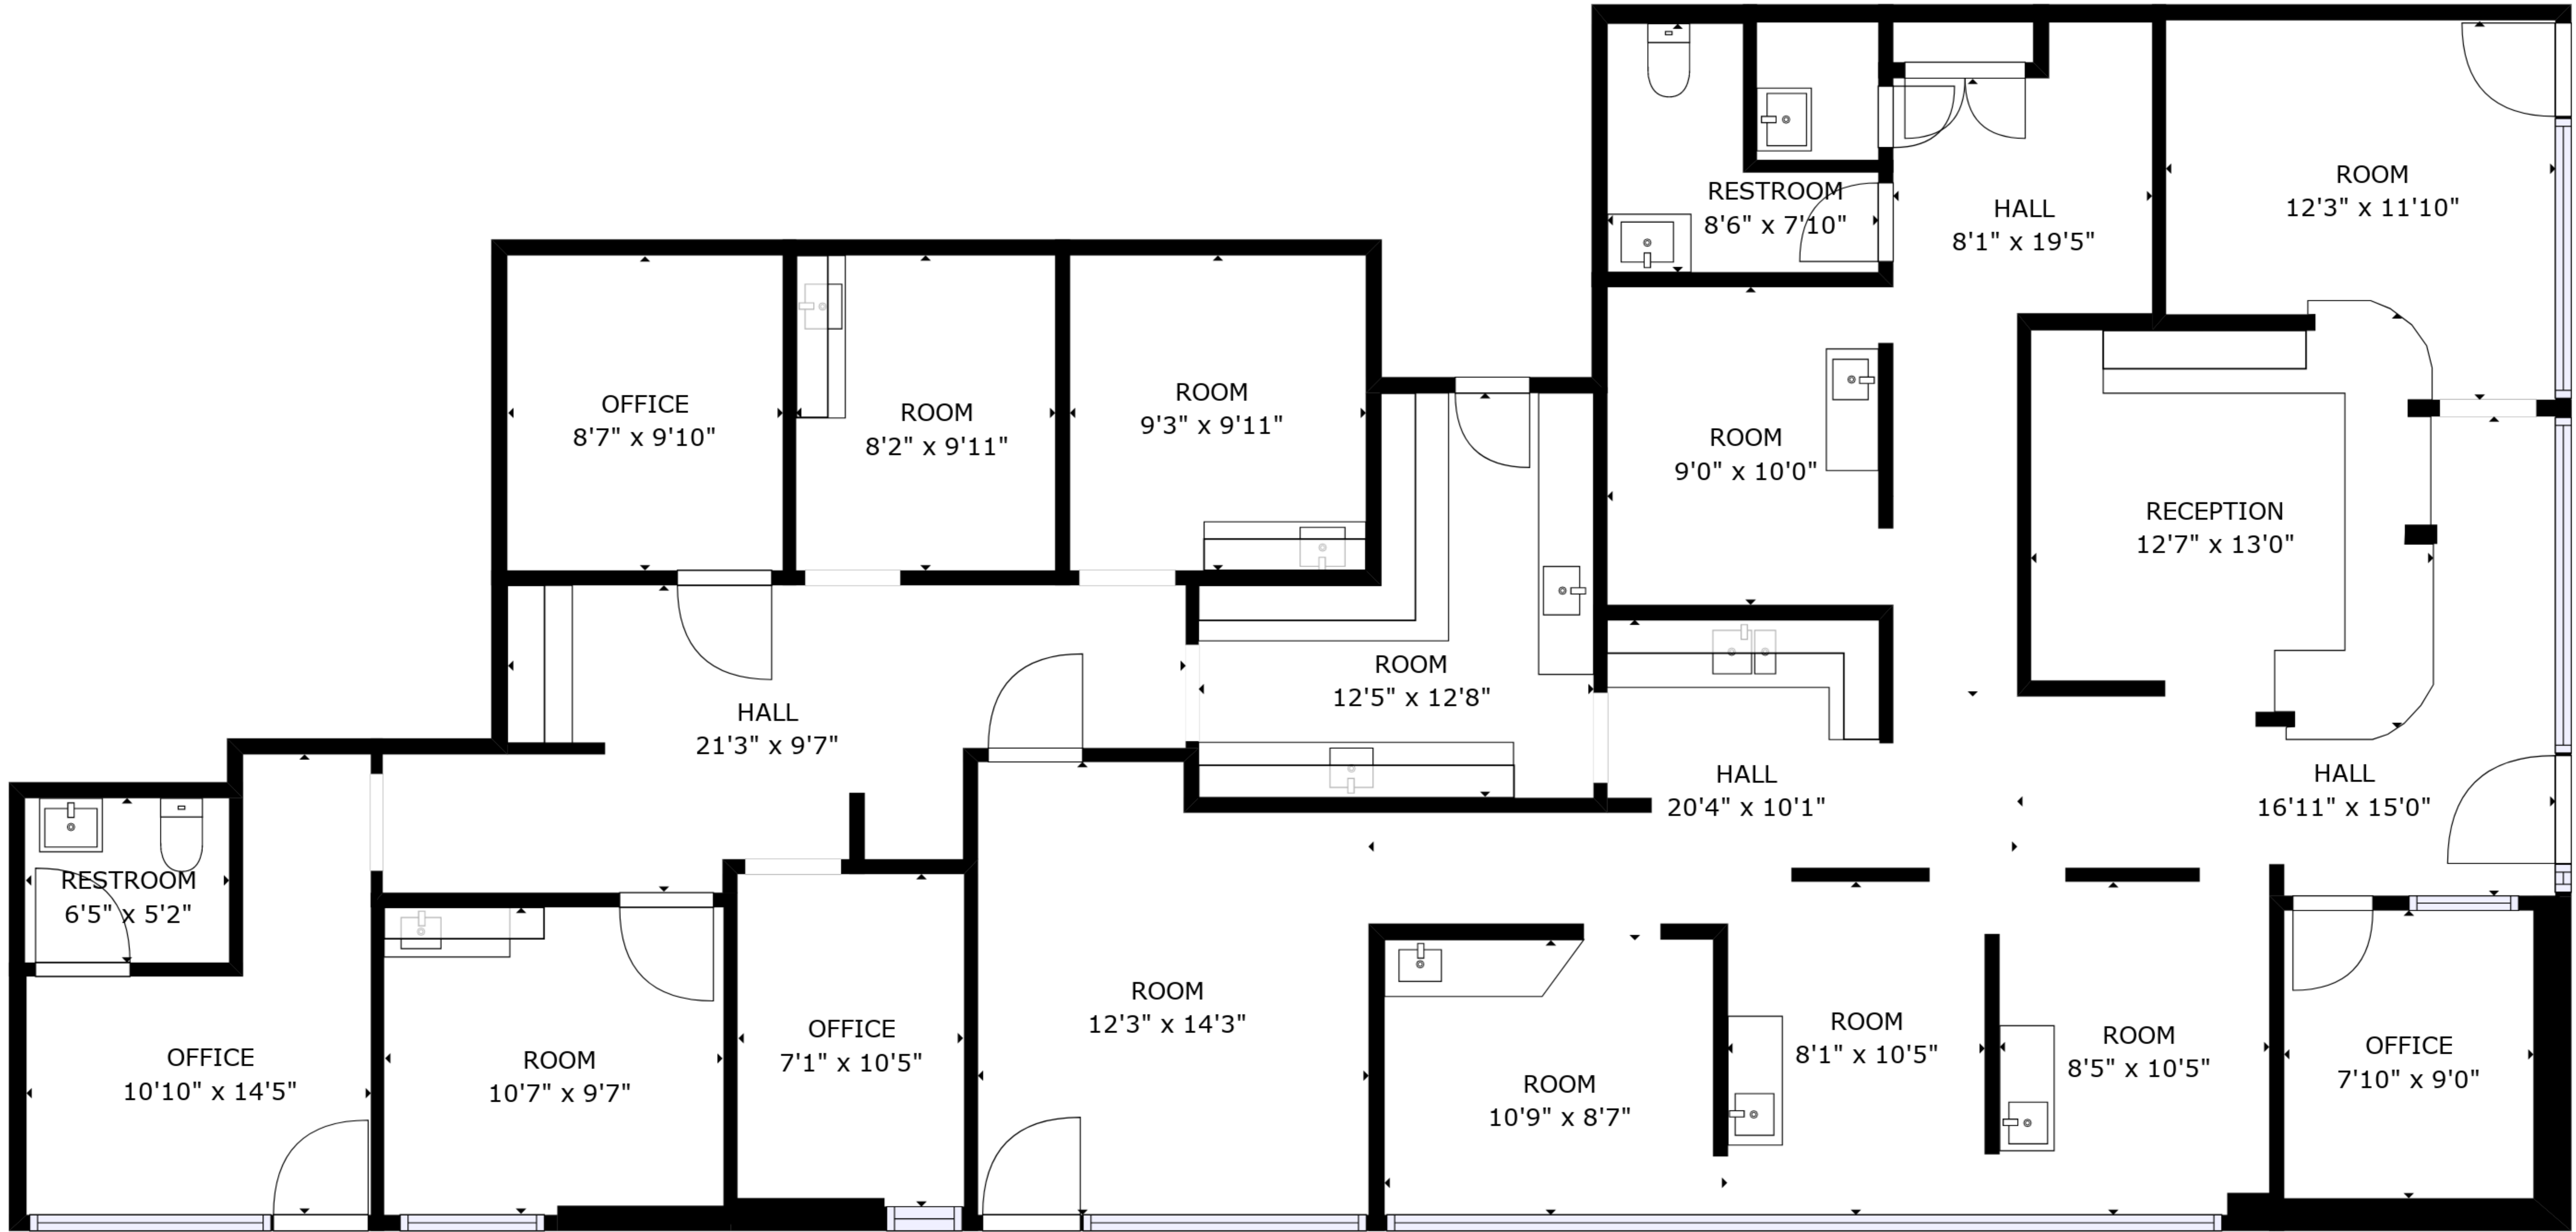 RESTROOM
8'6" x 7'10"
HALL
8'1" x 19'5"
ROOM
12'3" x 11'10"
OFFICE
8'7" x 9'10"
ROOM
8'2" x 9'11"
ROOM
9'3" x 9'11"
ROOM
9'0" x 10'0"
RECEPTION
12'7" x 13'0"
HALL
21'3" x 9'7"
ROOM
12'5" x 12'8"
HALL
20'4" x 10'1"
HALL
16'11" x 15'0"
RESTROOM
6'5" x 5'2"
OFFICE
10'10" x 14'5"
ROOM
10'7" x 9'7"
OFFICE
7'1" x 10'5"
ROOM
12'3" x 14'3"
ROOM
10'9" x 8'7"
ROOM
8'1" x 10'5"
ROOM
8'5" x 10'5"
OFFICE
7'10" x 9'0"